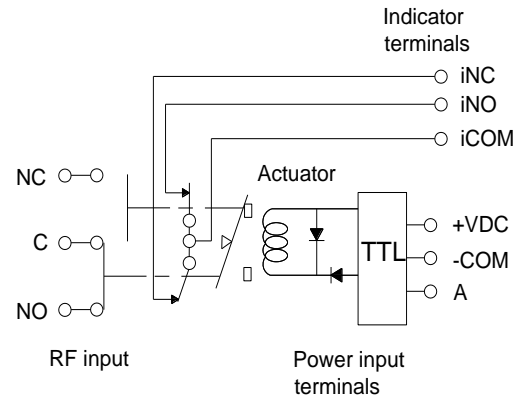 Indicator
terminals
iNC
iNO
iCOM
Actuator
NC
C
NO
TTL
+VDC
-COM
A
RF input
Power input
terminals